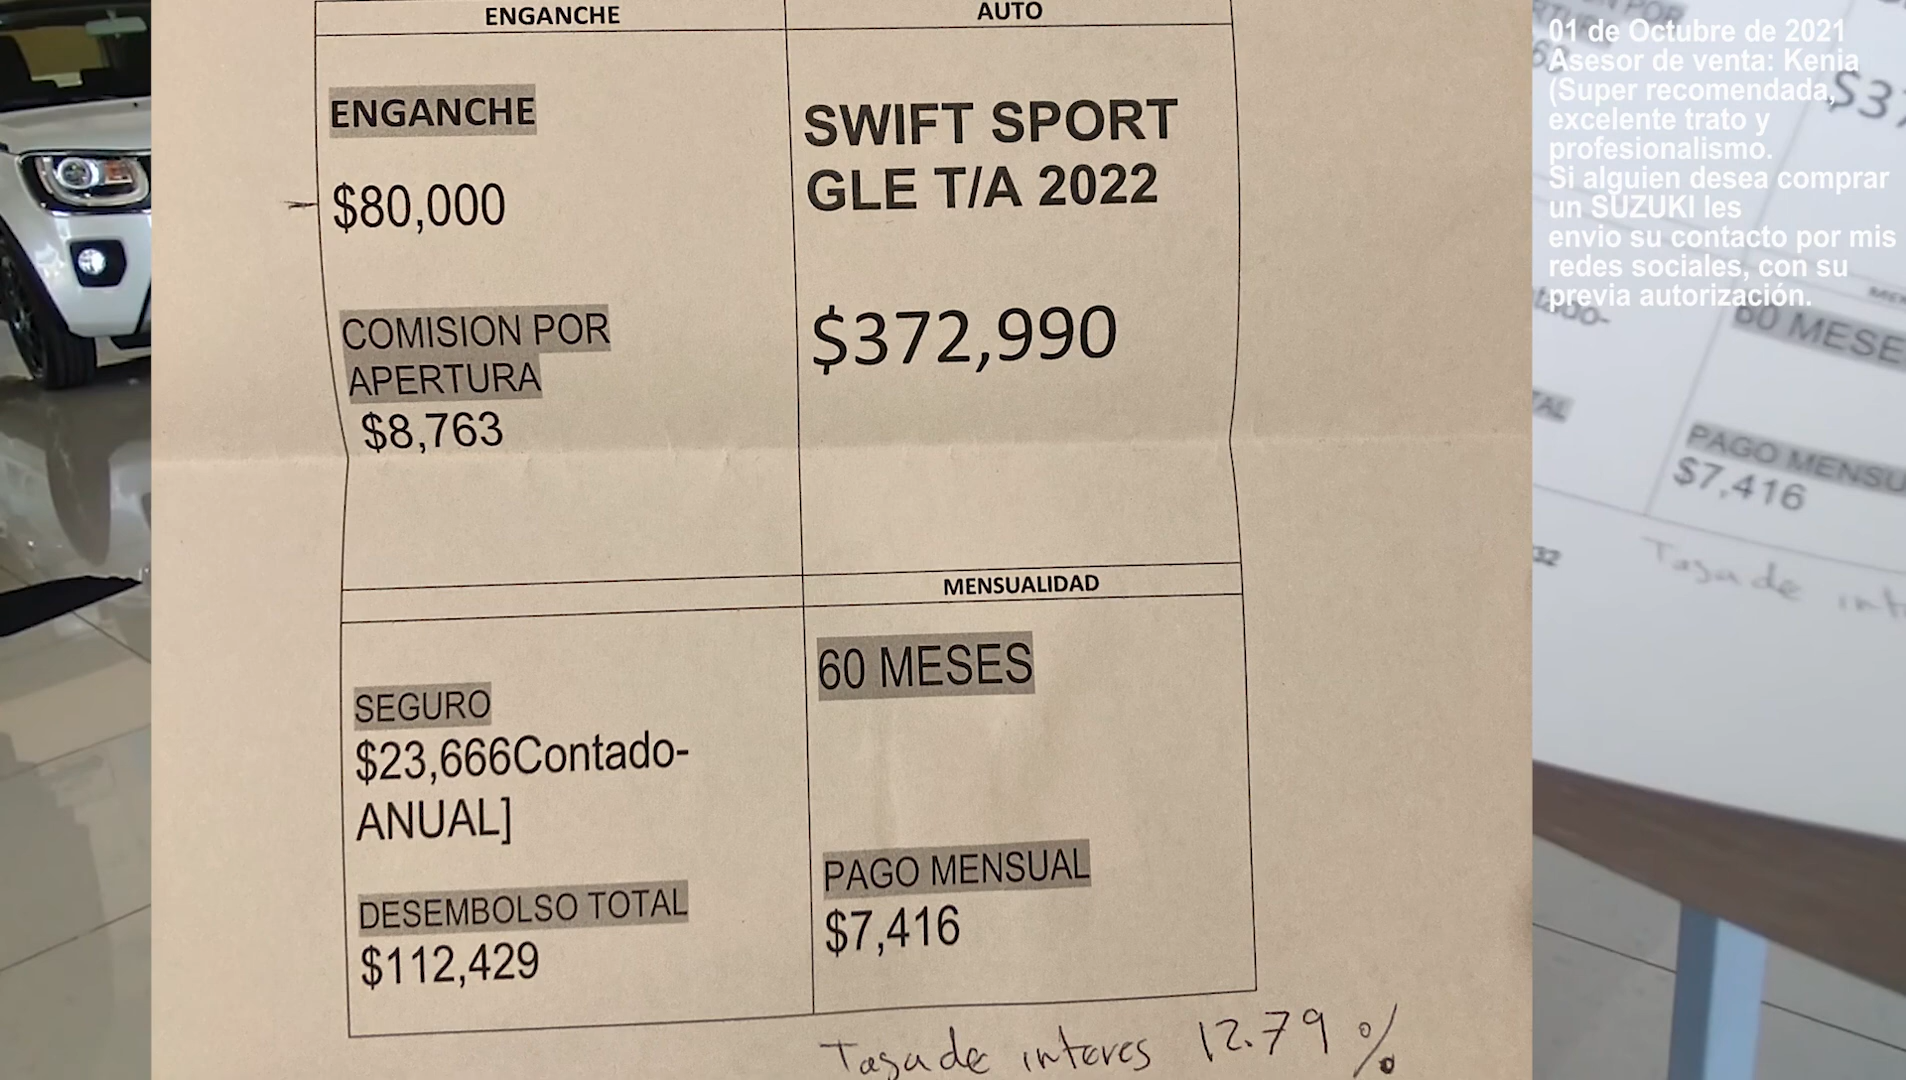 ENGANCHE
AUTO
ENGANCHE
$80,000
COMISION POR
APERTURA
$8,763
SWIFT SPORT
GLE T/A 2022
$372,990
MENSUALIDAD
SEGURO
$23,666Contado-
ANUAL]
DESEMBOLSO TOTAL
$112,429
60 MESES
PAGO MENSUAL
$7,416
Tasa de interes 12.79 %
01 de Octubre de 2021
Asesor de venta: Kenia
(Super recomendada,
excelente trato y
profesionalismo.
Si alguien desea comprar
un SUZUKI les
envio su contacto por mis
redes sociales, con su
previa autorización.
$37
60 MESE
PAGO MENSU
$7,416
Tasa de inte